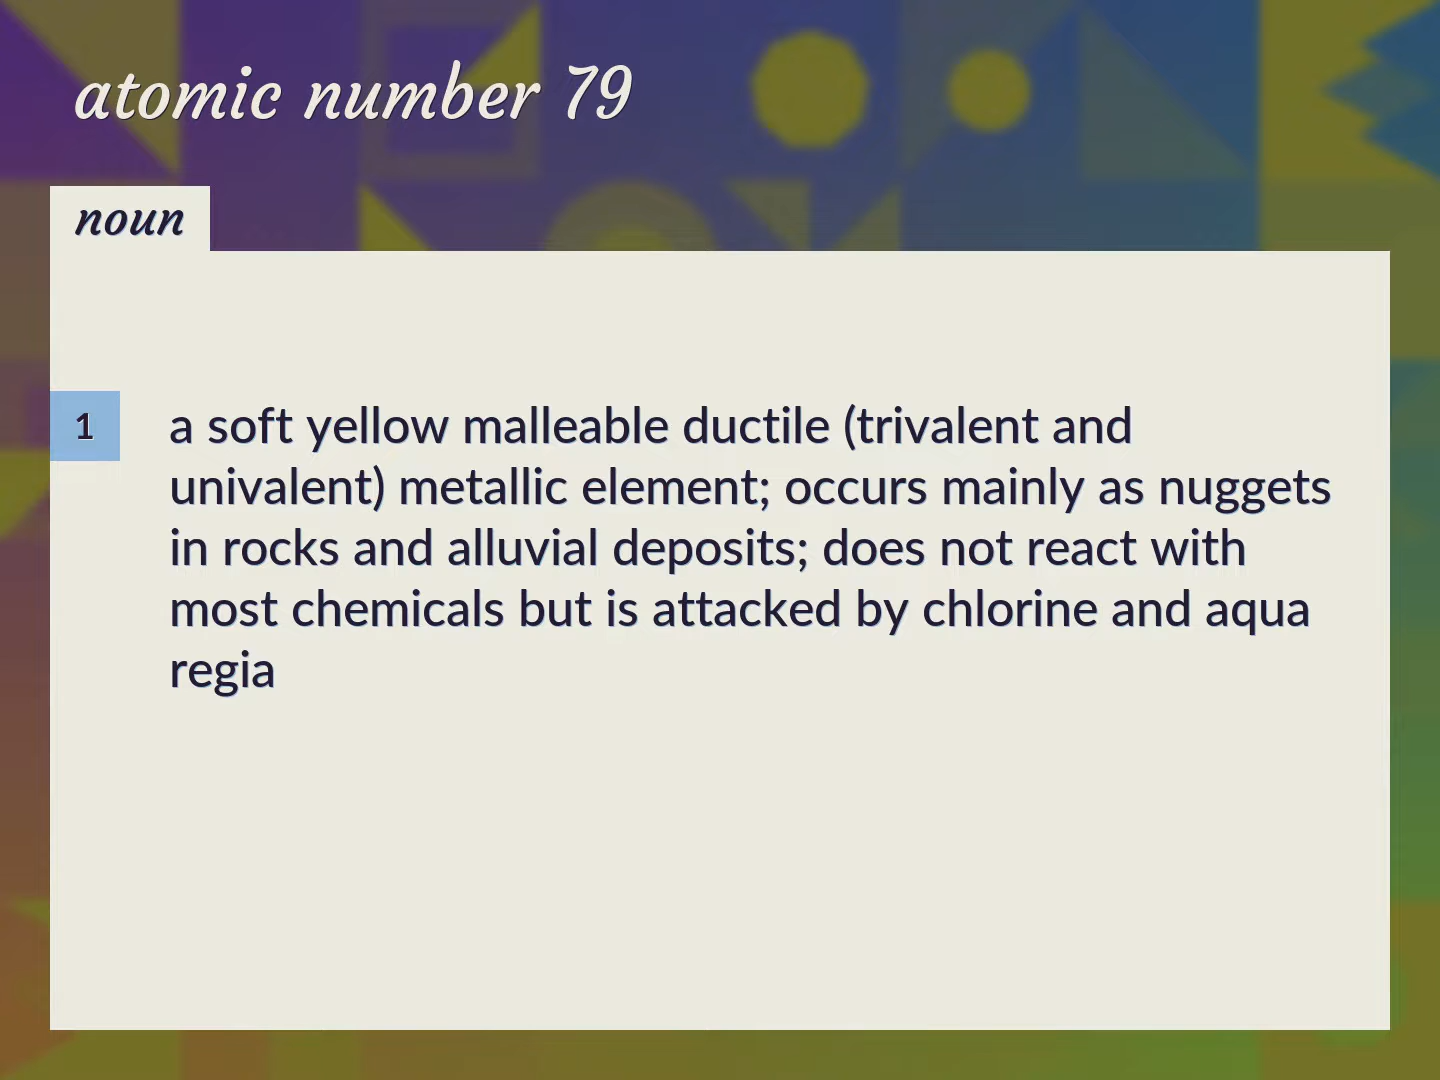 atomic number 79
noun
1
a soft yellow malleable ductile (trivalent and
univalent) metallic element; occurs mainly as nuggets
in rocks and alluvial deposits; does not react with
most chemicals but is attacked by chlorine and aqua
regia